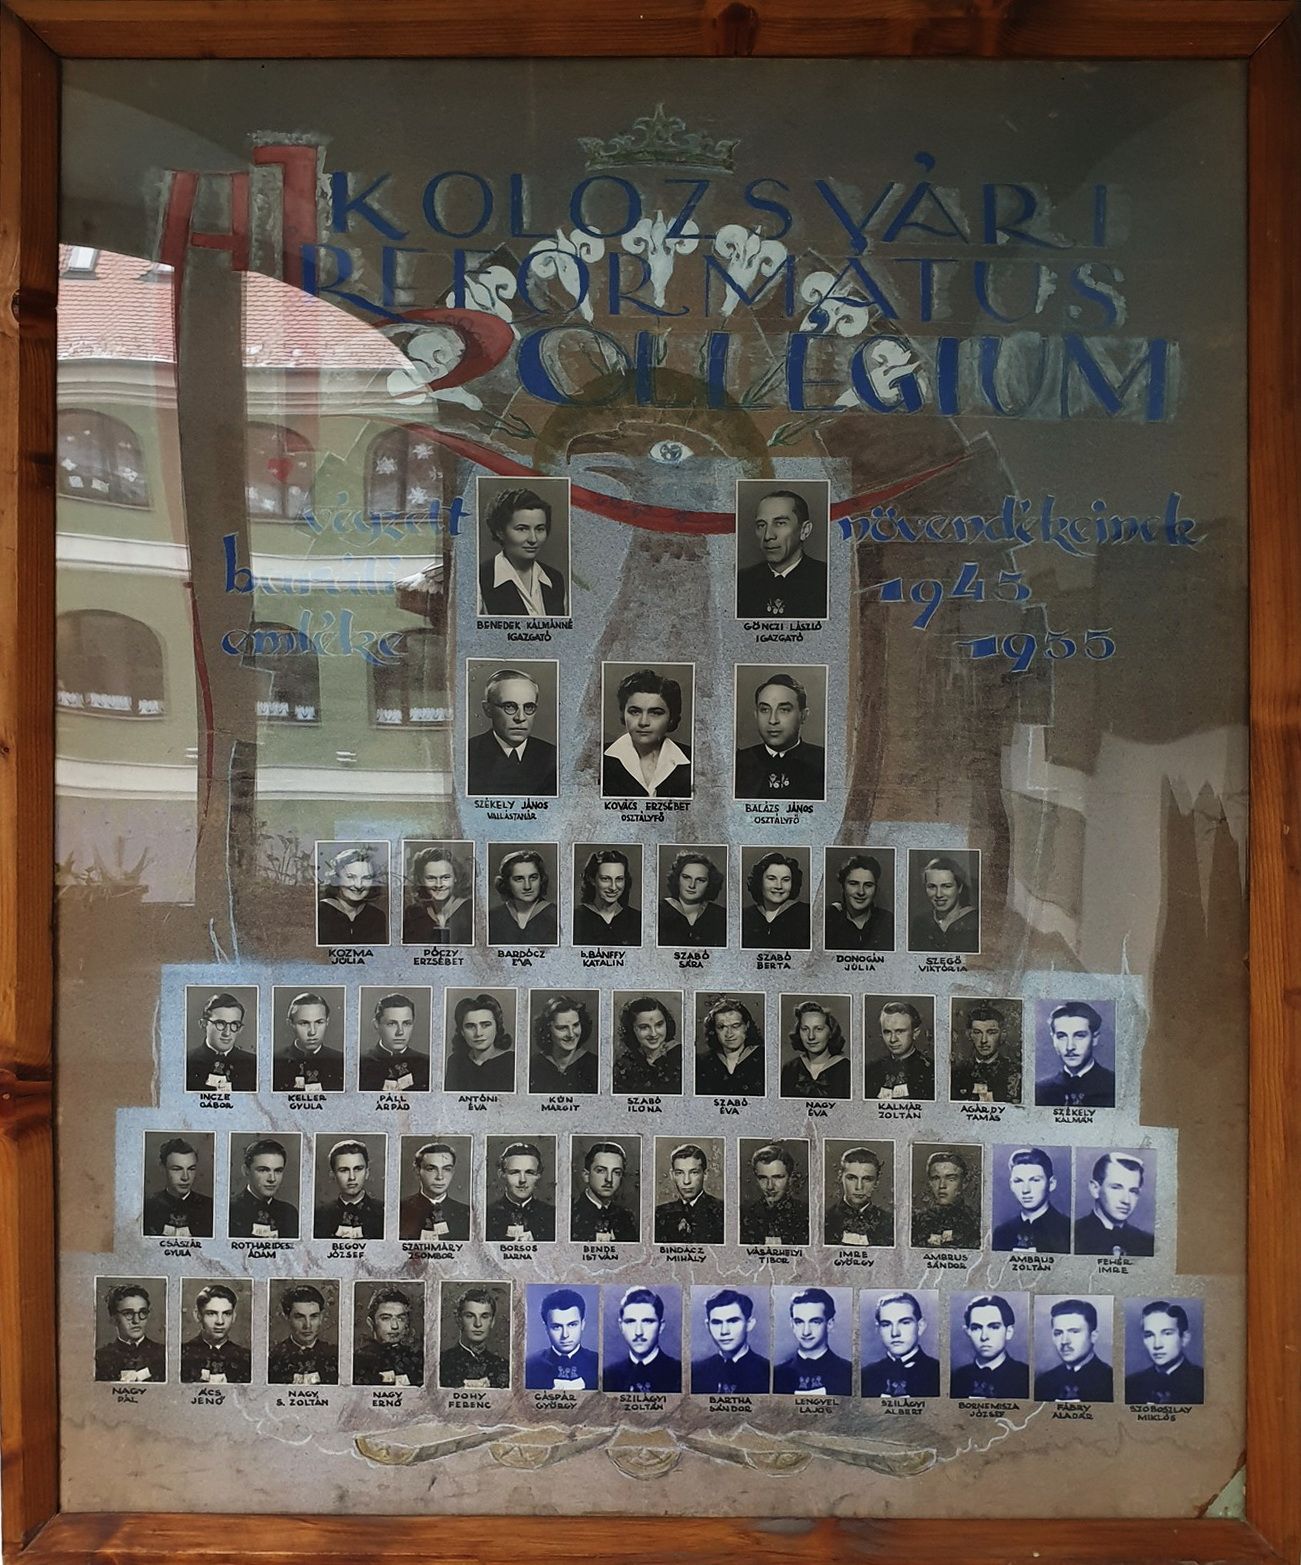 A KOLOZSVÁRI
REFORMÁTUS
KOLLÉGIUM
végzett növendékeinek
baráti 1945
emléke -1955
BENEDEK KÁLMÁNNÉ
IGAZGATÓ
GÖNCZI LÁSZLÓ
IGAZGATÓ
SZÉKELY JÁNOS
VALLÁSTANÁR
KOVÁCS ERZSÉBET
OSZTÁLYFŐ
BALÁZS JÁNOS
OSZTÁLYFŐ
KOZMA
JÚLIA
PÓCZY
ERZSÉBET
BARDÓCZ
ÉVA
b.BÁNFFY
KATALIN
SZABÓ
SÁRA
SZABÓ
BERTA
DONOGÁN
JÚLIA
SZEGŐ
VIKTÓRIA
INCZE
GÁBOR
KELLER
GYULA
PÁLL
ÁRPÁD
ANTÓNI
ÉVA
KÚN
MARGIT
SZABÓ
ILONA
SZABÓ
ÉVA
NAGY
ÉVA
KALMÁR
ZOLTÁN
AGÁRDY
TAMÁS
SZÉKELY
KÁLMÁN
CSÁSZÁR
GYULA
ROTHARIDESZ
ÁDÁM
BEGOV
JÓZSEF
SZATHMÁRY
ZSOMBOR
BORSOS
BARNA
BENDE
ISTVÁN
BINDÁCZ
MIHÁLY
VÁSÁRHELYI
TIBOR
IMRE
GYÖRGY
AMBRUS
SÁNDOR
AMBRUS
ZOLTÁN
FEHÉR
IMRE
NAGY
PÁL
ÁCS
JENŐ
NAGY
S. ZOLTÁN
NAGY
ERNŐ
DOHY
FERENC
GÁSPÁR
GYÖRGY
SZILÁGYI
ZOLTÁN
BARTHA
SÁNDOR
LENGYEL
LAJOS
SZILÁGYI
ALBERT
BORNEMISZA
JÓZSEF
FÁBRY
ALADÁR
SZOBOSZLAY
MIKLÓS